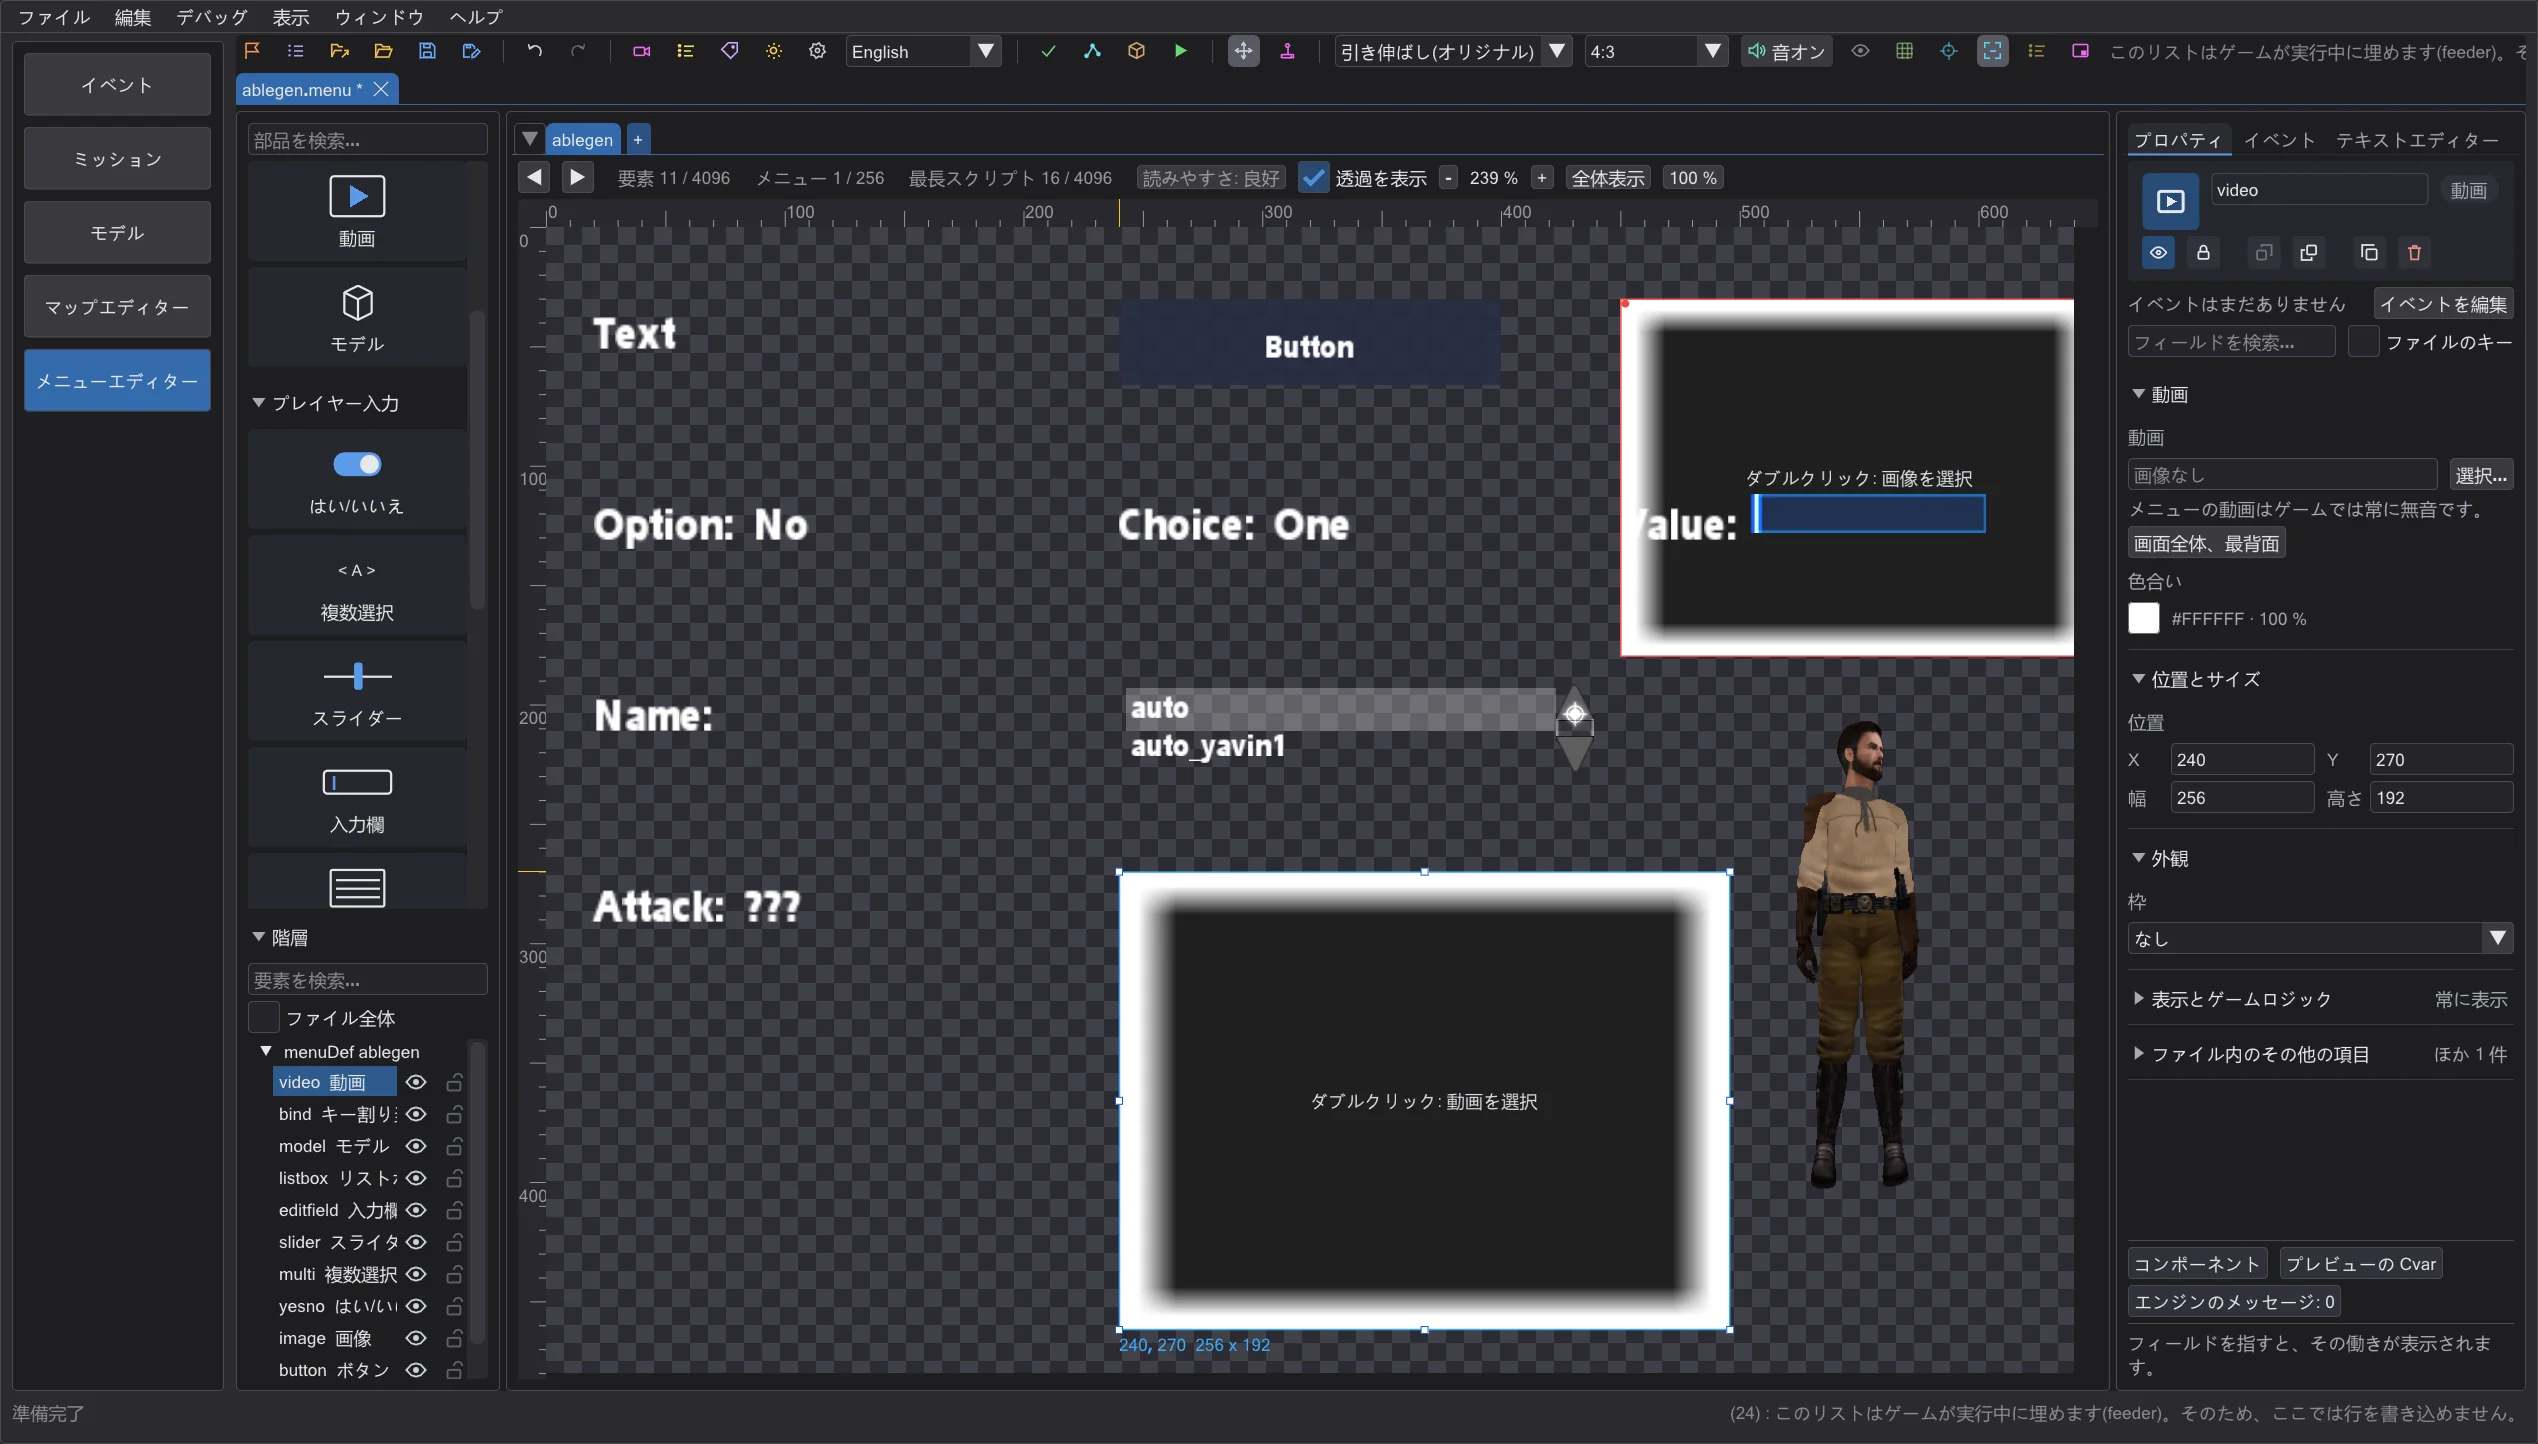 ファイル 編集 デバッグ 表示 ウィンドウ ヘルプ
イベント
ミッション
モデル
マップエディター
メニューエディター
English
引き伸ばし(オリジナル)
4:3
音オン
このリストはゲームが実行中に埋めます(feeder)。そ
ablegen.menu *
部品を検索...
動画
モデル
プレイヤー入力
はい/いいえ
< A >
複数選択
スライダー
入力欄
階層
要素を検索...
ファイル全体
menuDef ablegen
video 動画
bind キー割り
model モデル
listbox リスト
editfield 入力欄
slider スライダ
multi 複数選択
yesno はい/い
image 画像
button ボタン
ablegen
+
要素 11 / 4096 メニュー 1 / 256 最長スクリプト 16 / 4096 読みやすさ: 良好 透過を表示 - 239 % + 全体表示 100 %
0 100 200 300 400 500 600
0
100
200
300
400
Text
Button
ダブルクリック: 画像を選択
Option: No
Choice: One
alue:
Name:
auto
auto_yavin1
Attack: ???
ダブルクリック: 動画を選択
240, 270 256 x 192
プロパティ イベント テキストエディター
video
動画
イベントはまだありません
イベントを編集
フィールドを検索...
ファイルのキー
動画
動画
画像なし
選択...
メニューの動画はゲームでは常に無音です。
画面全体、最背面
色合い
#FFFFFF · 100 %
位置とサイズ
位置
X 240 Y 270
幅 256 高さ 192
外観
枠
なし
表示とゲームロジック 常に表示
ファイル内のその他の項目 ほか 1 件
コンポーネント
プレビューの Cvar
エンジンのメッセージ: 0
フィールドを指すと、その働きが表示されま
す。
準備完了
(24) : このリストはゲームが実行中に埋めます(feeder)。そのため、ここでは行を書き込めません。